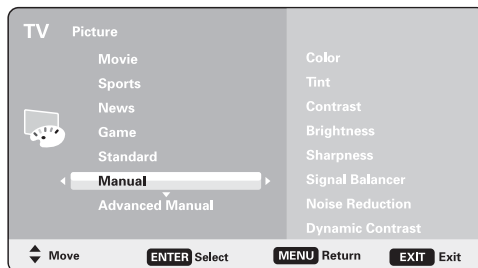 TV Picture
Movie
Sports
News
Game
Standard
Manual
Advanced Manual
Color
Tint
Contrast
Brightness
Sharpness
Signal Balancer
Noise Reduction
Dynamic Contrast
Move ENTER Select MENU Return EXIT Exit